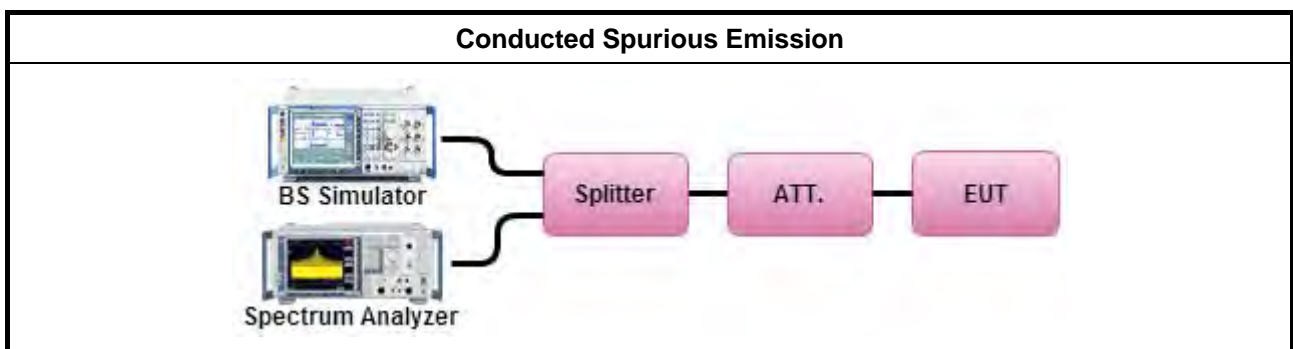 Conducted Spurious Emission
BS Simulator
Splitter
ATT.
EUT
Spectrum Analyzer